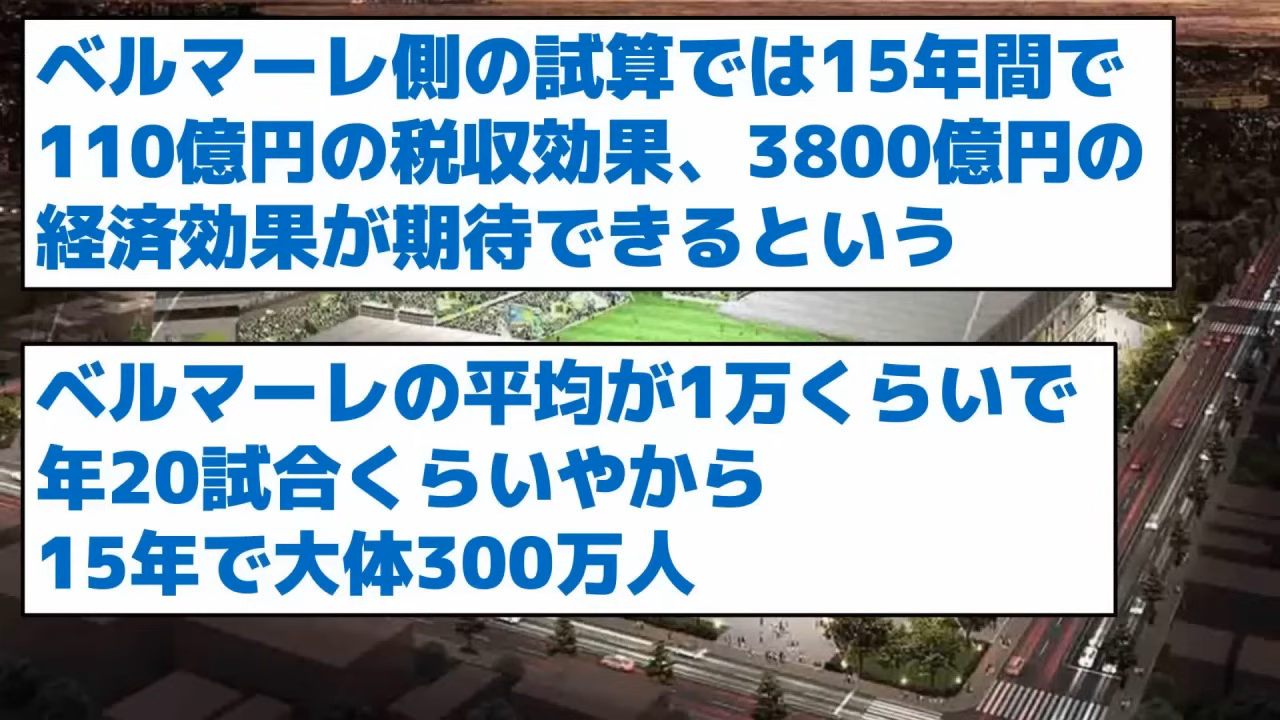 ベルマーレ側の試算では15年間で
110億円の税収効果、3800億円の
経済効果が期待できるという
ベルマーレの平均が1万くらいで
年20試合くらいやから
15年で大体300万人